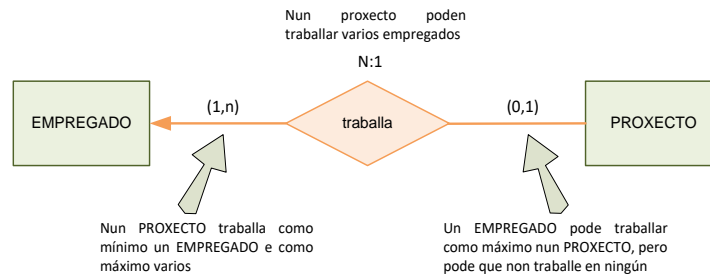 Nun proxecto poden
traballar varios empregados
N:1
EMPREGADO
(1,n)
traballa
(0,1)
PROXECTO
Nun PROXECTO traballa como
mínimo un EMPREGADO e como
máximo varios
Un EMPREGADO pode traballar
como máximo nun PROXECTO, pero
pode que non traballe en ningún